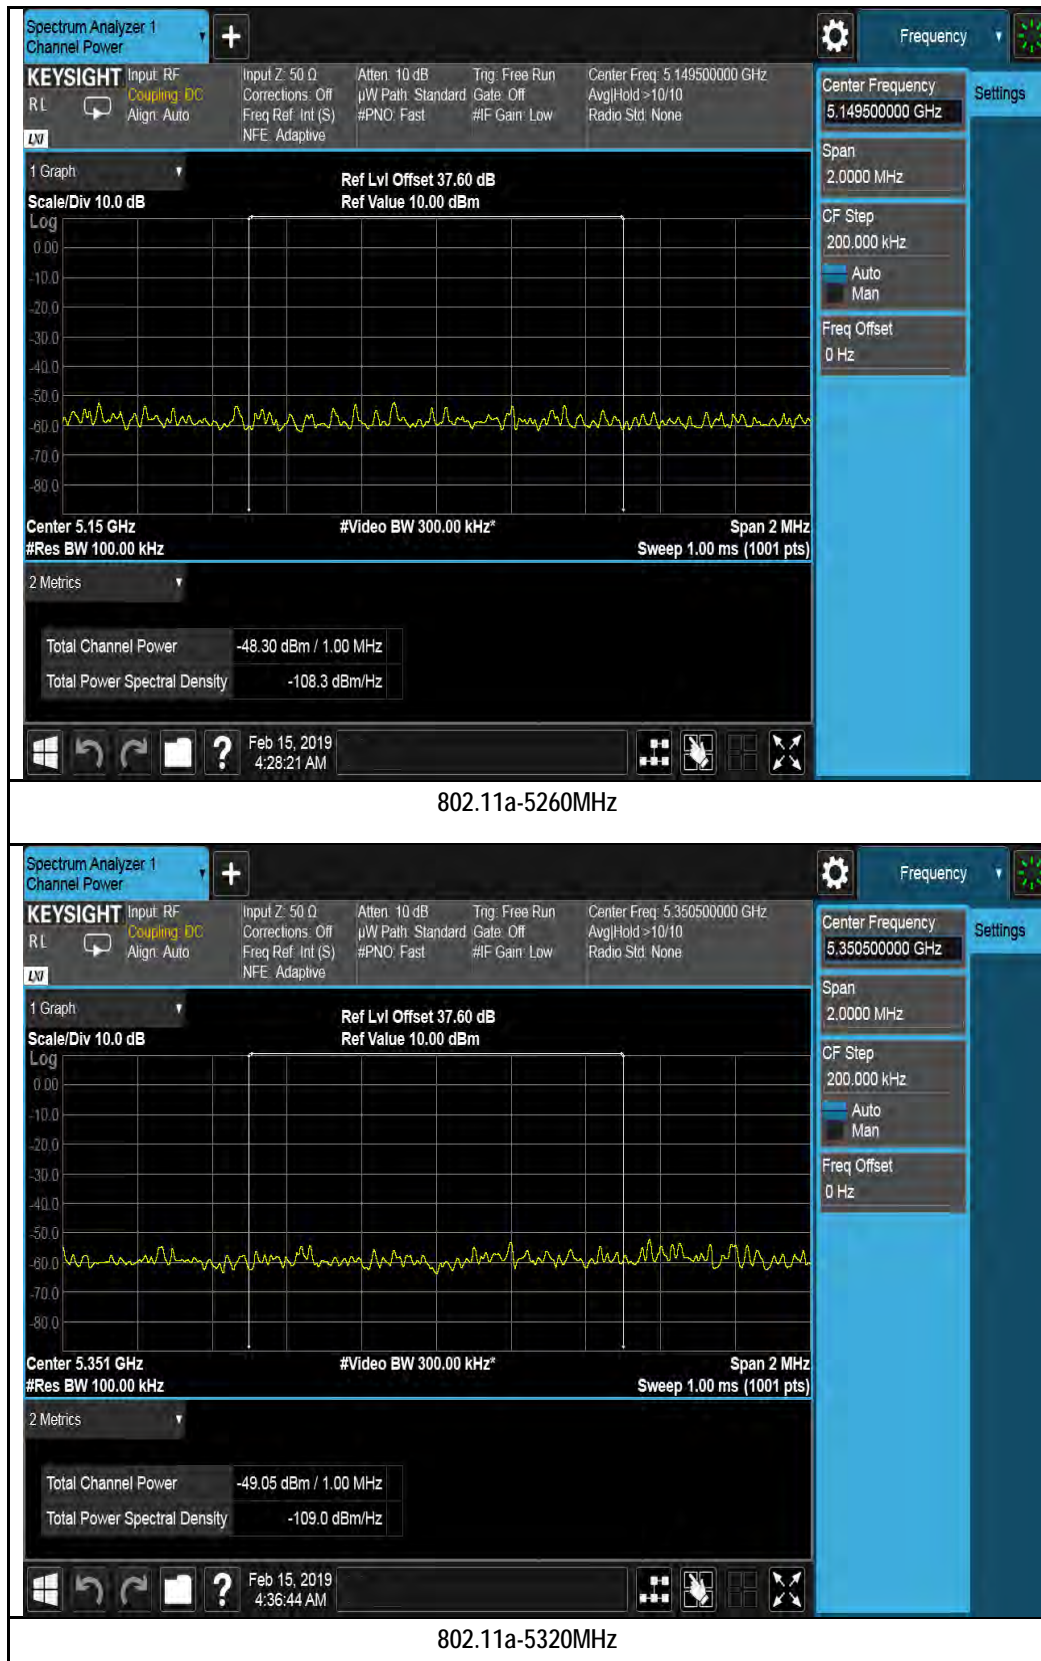 Spectrum Analyzer 1
Channel Power
+
Frequency
KEYSIGHT Input: RF Input Z: 50 Ω Atten: 10 dB Trig: Free Run Center Freq: 5.149500000 GHz
Coupling: DC Corrections: Off µW Path: Standard Gate: Off Avg|Hold >10/10
RL Align: Auto Freq Ref: Int (S) #PNO: Fast #IF Gain: Low Radio Std: None
LXI NFE: Adaptive
Center Frequency
5.149500000 GHz
Settings
Span
2.0000 MHz
CF Step
200.000 kHz
Auto
Man
Freq Offset
0 Hz
1 Graph
Ref Lvl Offset 37.60 dB
Scale/Div 10.0 dB Ref Value 10.00 dBm
Log
0.00
-10.0
-20.0
-30.0
-40.0
-50.0
-60.0
-70.0
-80.0
Center 5.15 GHz #Video BW 300.00 kHz* Span 2 MHz
#Res BW 100.00 kHz Sweep 1.00 ms (1001 pts)
2 Metrics
Total Channel Power -48.30 dBm / 1.00 MHz
Total Power Spectral Density -108.3 dBm/Hz
?
Feb 15, 2019
4:28:21 AM
802.11a-5260MHz
Spectrum Analyzer 1
Channel Power
+
Frequency
KEYSIGHT Input: RF Input Z: 50 Ω Atten: 10 dB Trig: Free Run Center Freq: 5.350500000 GHz
Coupling: DC Corrections: Off µW Path: Standard Gate: Off Avg|Hold >10/10
RL Align: Auto Freq Ref: Int (S) #PNO: Fast #IF Gain: Low Radio Std: None
LXI NFE: Adaptive
Center Frequency
5.350500000 GHz
Settings
Span
2.0000 MHz
CF Step
200.000 kHz
Auto
Man
Freq Offset
0 Hz
1 Graph
Ref Lvl Offset 37.60 dB
Scale/Div 10.0 dB Ref Value 10.00 dBm
Log
0.00
-10.0
-20.0
-30.0
-40.0
-50.0
-60.0
-70.0
-80.0
Center 5.351 GHz #Video BW 300.00 kHz* Span 2 MHz
#Res BW 100.00 kHz Sweep 1.00 ms (1001 pts)
2 Metrics
Total Channel Power -49.05 dBm / 1.00 MHz
Total Power Spectral Density -109.0 dBm/Hz
?
Feb 15, 2019
4:36:44 AM
802.11a-5320MHz